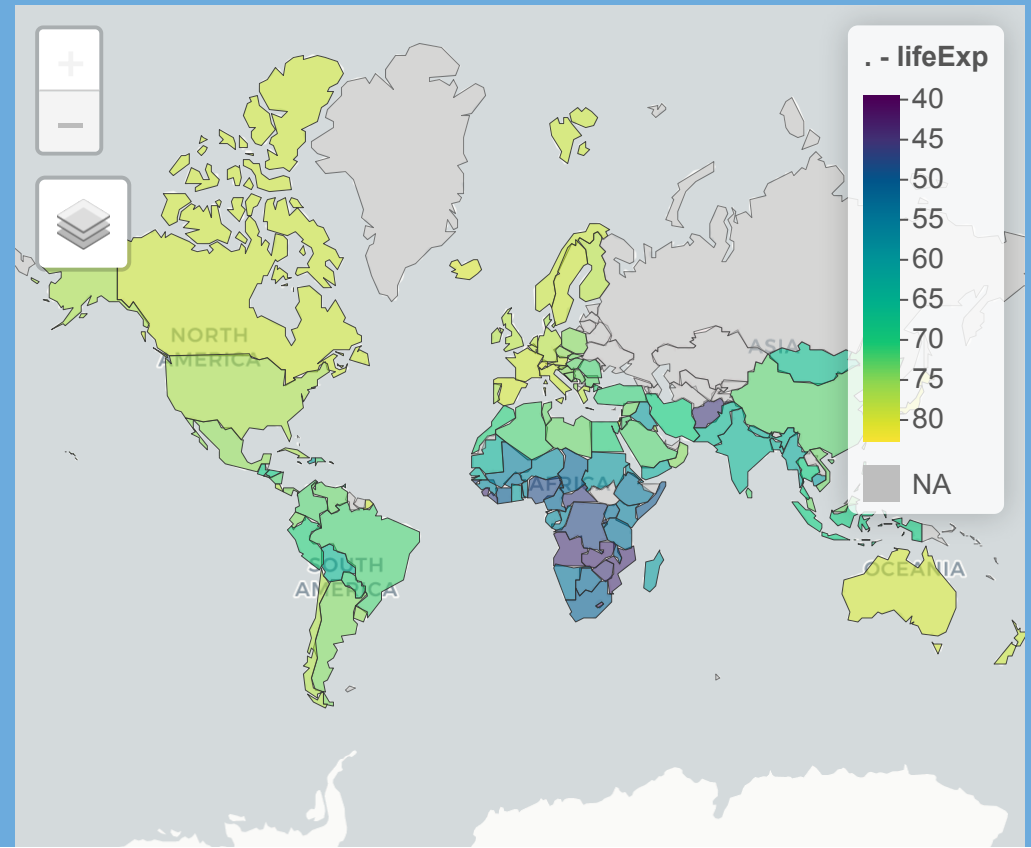 +
. - lifeExp
40
45
50
55
60
65
70
75
80
NA
NORTH
AMERICA
ASIA
AFRICA
SOUTH
AMERICA
OCEANIA